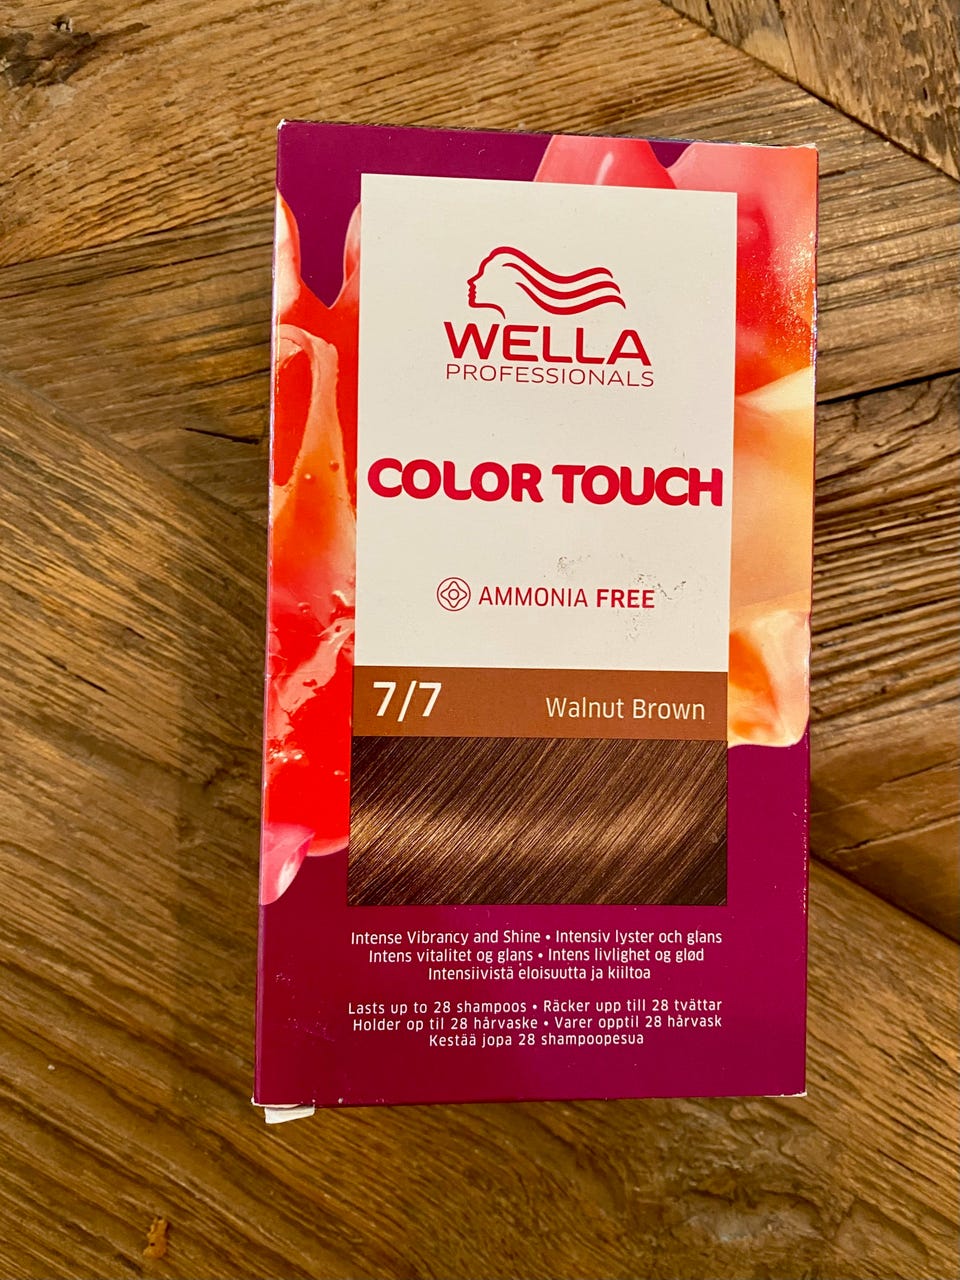 WELLA
PROFESSIONALS
COLOR TOUCH
AMMONIA FREE
7/7 Walnut Brown
Intense Vibrancy and Shine • Intensiv lyster och glans
Intens vitalitet og glans • Intens livlighet og glød
Intensiivistä eloisuutta ja kiiltoa
Lasts up to 28 shampoos • Räcker upp till 28 tvättar
Holder op til 28 hårvaske • Varer opptil 28 hårvask
Kestää jopa 28 shampoopesua